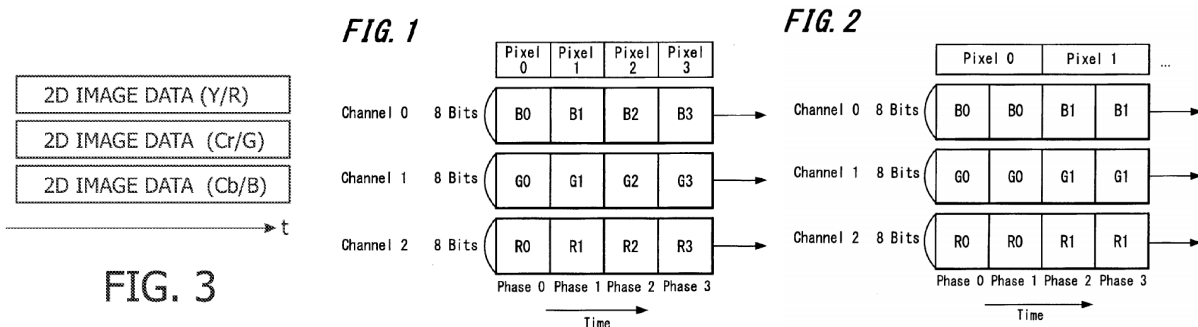 2D IMAGE DATA (Y/R)
2D IMAGE DATA (Cr/G)
2D IMAGE DATA (Cb/B)
t
FIG. 3
FIG. 1
Pixel 0 Pixel 1 Pixel 2 Pixel 3
Channel 0 8 Bits B0 B1 B2 B3
Channel 1 8 Bits G0 G1 G2 G3
Channel 2 8 Bits R0 R1 R2 R3
Phase 0 Phase 1 Phase 2 Phase 3
Time
FIG. 2
Pixel 0 Pixel 1 ...
Channel 0 8 Bits B0 B0 B1 B1
Channel 1 8 Bits G0 G0 G1 G1
Channel 2 8 Bits R0 R0 R1 R1
Phase 0 Phase 1 Phase 2 Phase 3
Time